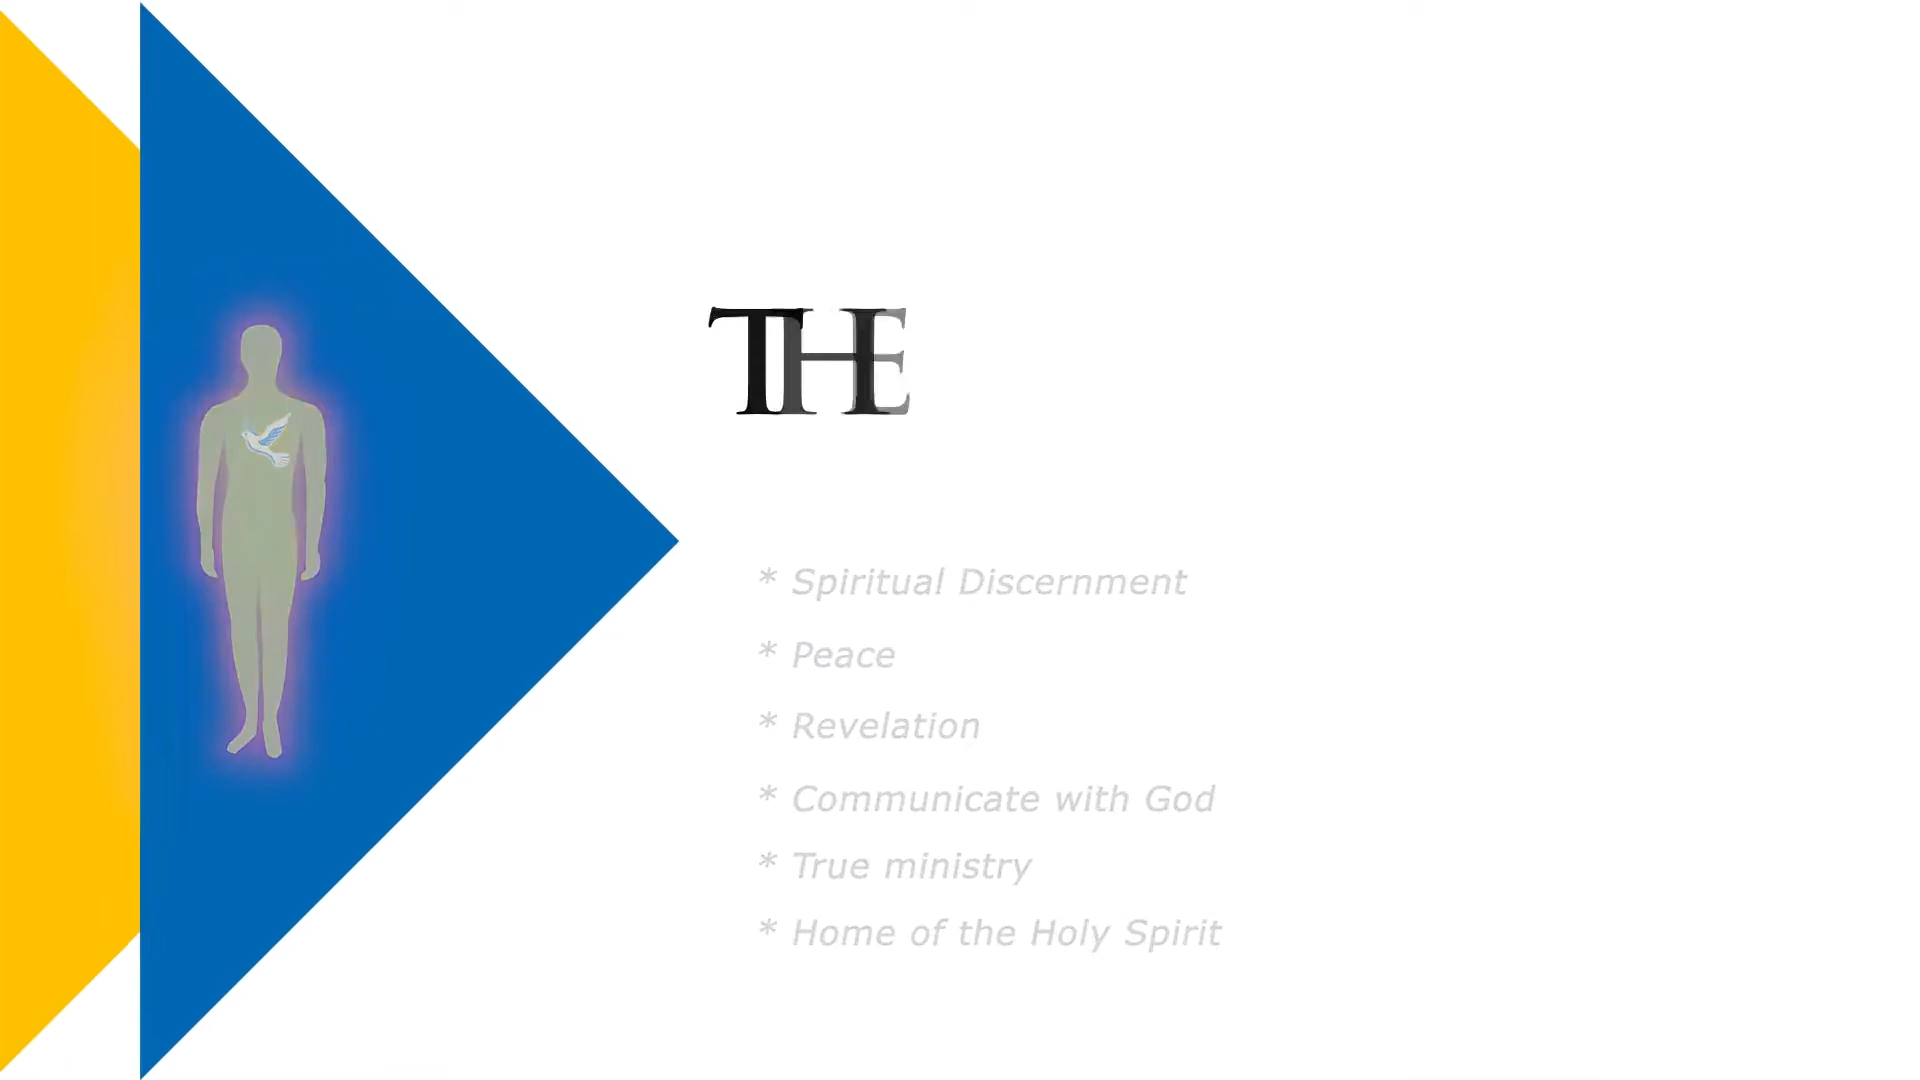 THE
* Spiritual Discernment
* Peace
* Revelation
* Communicate with God
* True ministry
* Home of the Holy Spirit